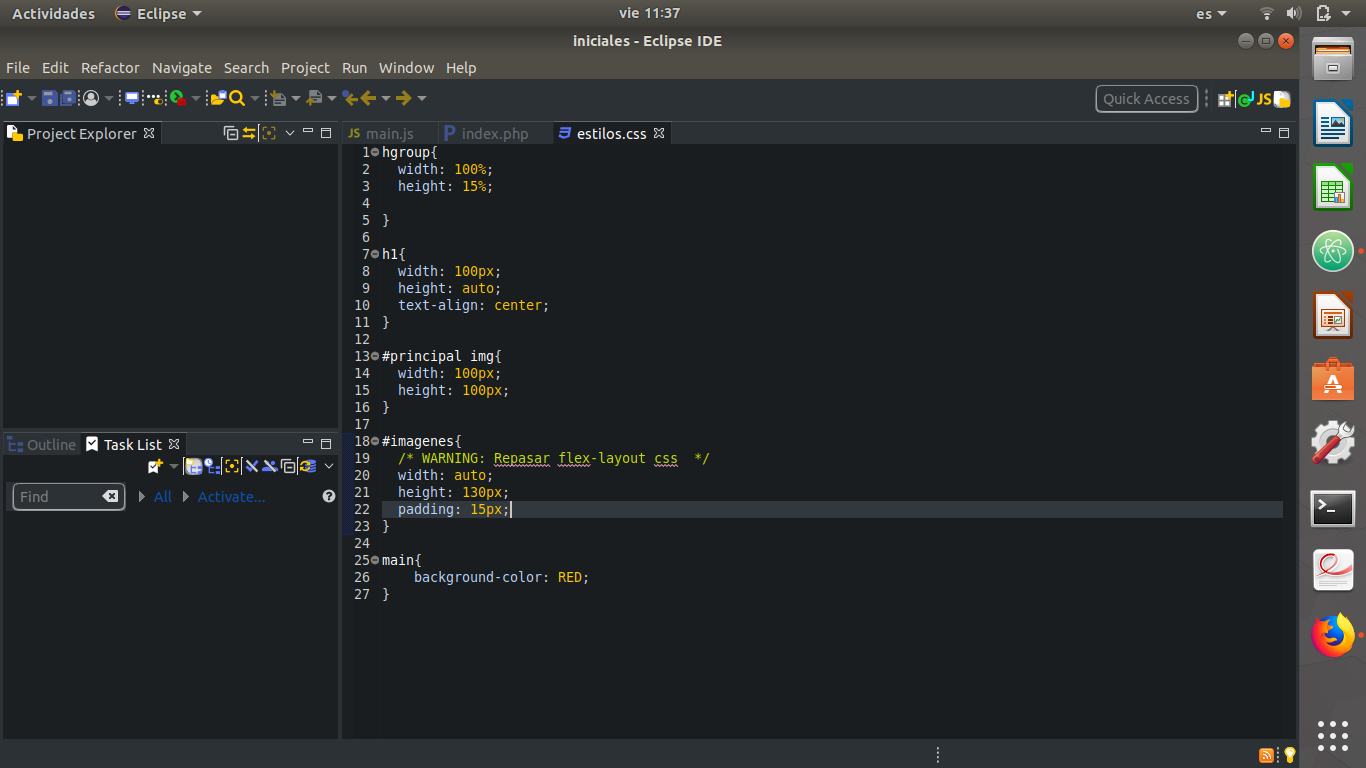 Actividades Eclipse vie 11:37 es
iniciales - Eclipse IDE
File Edit Refactor Navigate Search Project Run Window Help
Quick Access JS
Project Explorer
JS main.js P index.php estilos.css
1 hgroup{
2   width: 100%;
3   height: 15%;
4
5 }
6
7 h1{
8   width: 100px;
9   height: auto;
10   text-align: center;
11 }
12
13 #principal img{
14   width: 100px;
15   height: 100px;
16 }
17
18 #imagenes{
19   /* WARNING: Repasar flex-layout css  */
20   width: auto;
21   height: 130px;
22   padding: 15px;
23 }
24
25 main{
26     background-color: RED;
27 }
Outline Task List
Find All Activate...